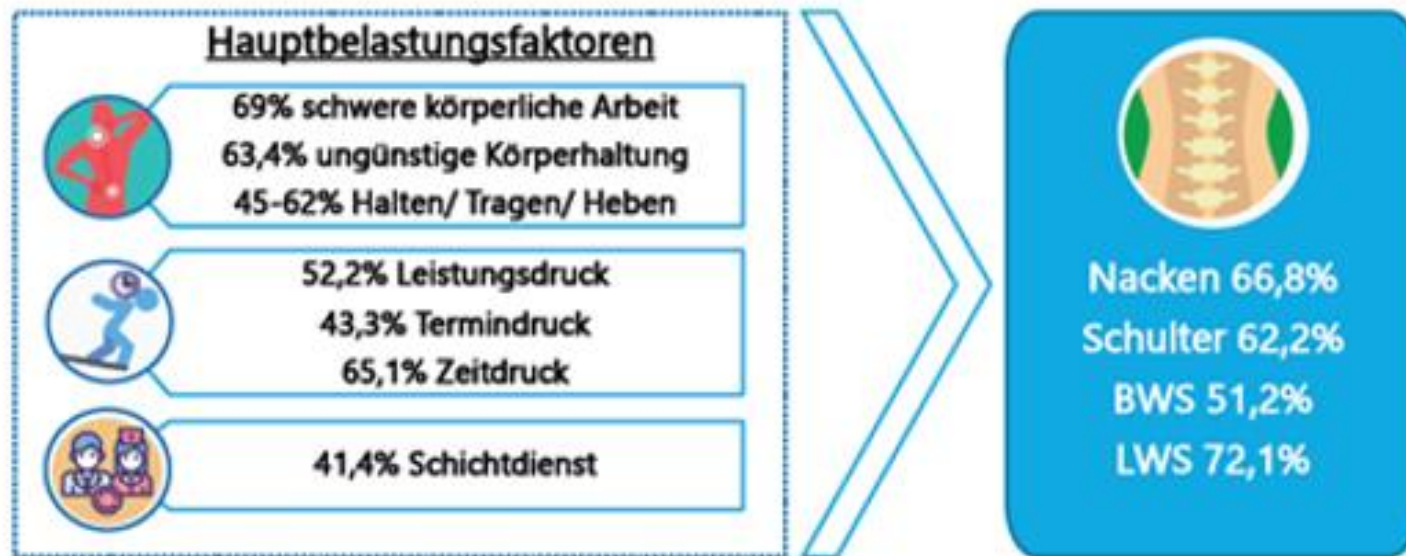 Hauptbelastungsfaktoren
69% schwere körperliche Arbeit
63,4% ungünstige Körperhaltung
45-62% Halten/ Tragen/ Heben
52,2% Leistungsdruck
43,3% Termindruck
65,1% Zeitdruck
41,4% Schichtdienst
Nacken 66,8%
Schulter 62,2%
BWS 51,2%
LWS 72,1%